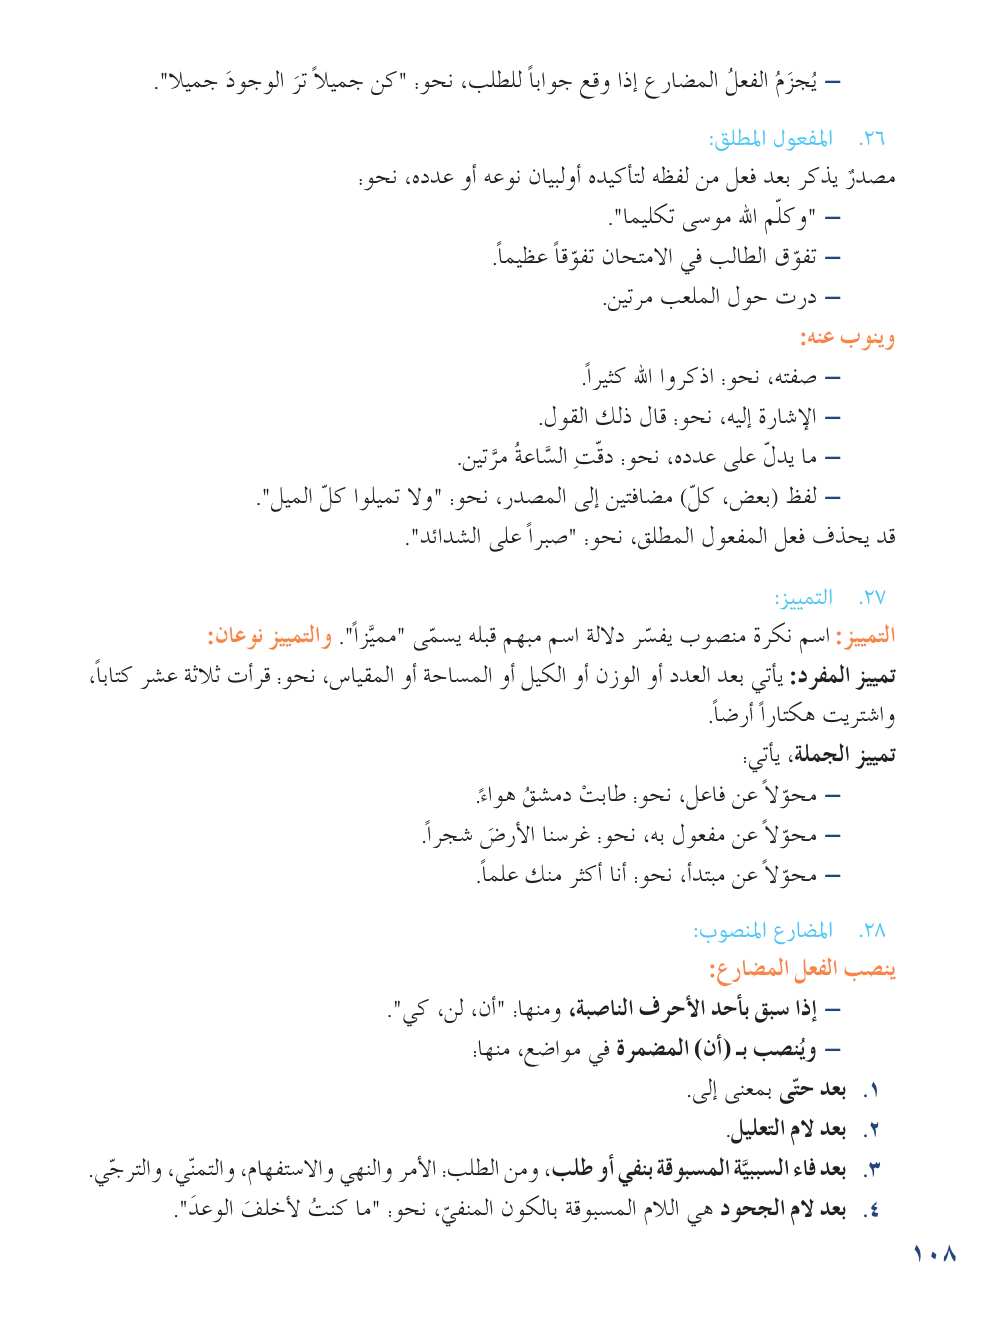 – يُجزَمُ الفعلُ المضارع إذا وقع جواباً للطلب، نحو: "كن جميلاً ترَ الوجودَ جميلا".
٢٦. المفعول المطلق:
مصدرٌ يذكر بعد فعل من لفظه لتأكيده أولبيان نوعه أو عدده، نحو:
– "وكلّم الله موسى تكليما".
– تفوّق الطالب في الامتحان تفوّقاً عظيماً.
– درت حول الملعب مرتين.
وينوب عنه:
– صفته، نحو: اذكروا الله كثيراً.
– الإشارة إليه، نحو: قال ذلك القول.
– ما يدلّ على عدده، نحو: دقّتِ السَّاعةُ مرَّتين.
– لفظ (بعض، كلّ) مضافتين إلى المصدر، نحو: "ولا تميلوا كلّ الميل".
قد يحذف فعل المفعول المطلق، نحو: "صبراً على الشدائد".
٢٧. التمييز:
التمييز: اسم نكرة منصوب يفسّر دلالة اسم مبهم قبله يسمّى "مميَّزاً". والتمييز نوعان:
تمييز المفرد: يأتي بعد العدد أو الوزن أو الكيل أو المساحة أو المقياس، نحو: قرأت ثلاثة عشر كتاباً،
واشتريت هكتاراً أرضاً.
تمييز الجملة، يأتي:
– محوّلاً عن فاعل، نحو: طابتْ دمشقُ هواءً.
– محوّلاً عن مفعول به، نحو: غرسنا الأرضَ شجراً.
– محوّلاً عن مبتدأ، نحو: أنا أكثر منك علماً.
٢٨. المضارع المنصوب:
ينصب الفعل المضارع:
– إذا سبق بأحد الأحرف الناصبة، ومنها: "أن، لن، كي".
– ويُنصب بـ (أن) المضمرة في مواضع، منها:
١. بعد حتّى بمعنى إلى.
٢. بعد لام التعليل.
٣. بعد فاء السببيَّة المسبوقة بنفي أو طلب، ومن الطلب: الأمر والنهي والاستفهام، والتمنّي، والترجّي.
٤. بعد لام الجحود هي اللام المسبوقة بالكون المنفيّ، نحو: "ما كنتُ لأخلفَ الوعدَ".
١٠٨